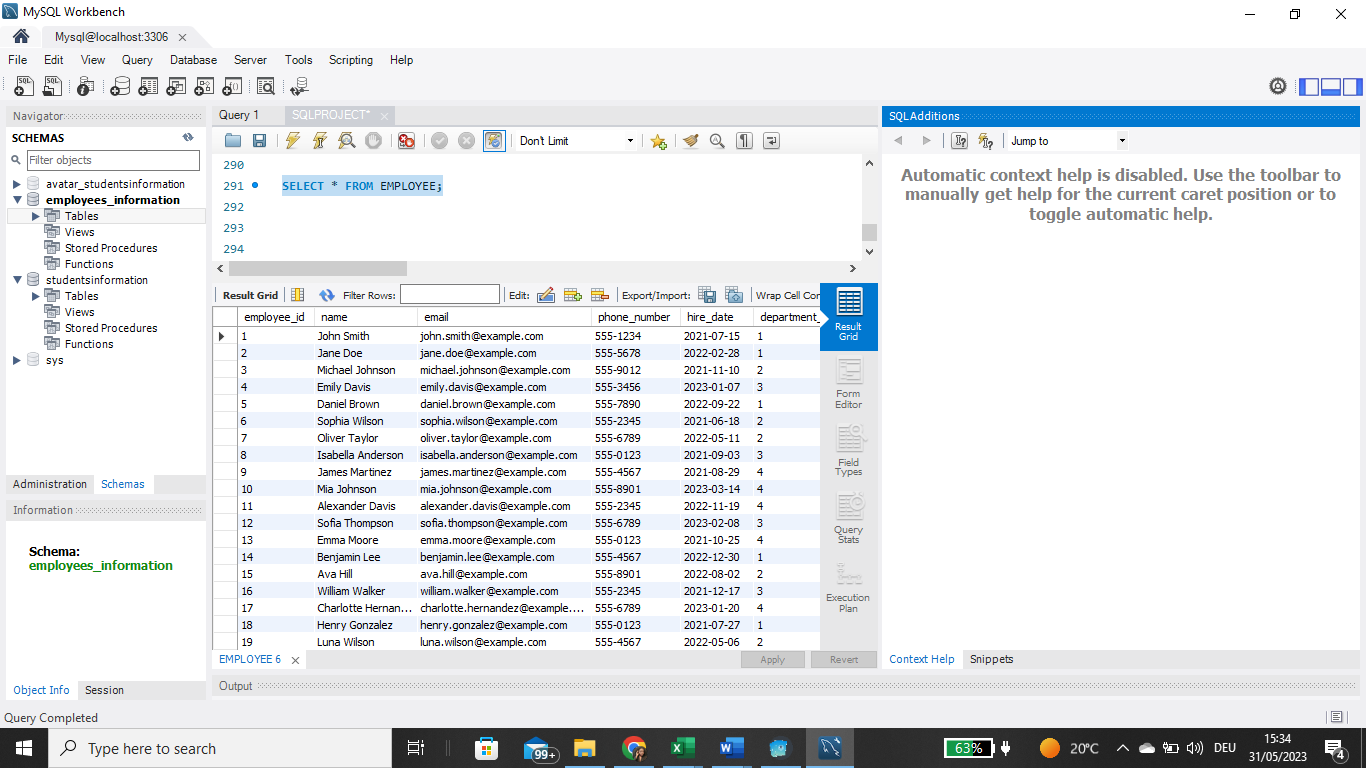 MySQL Workbench
Mysql@localhost:3306
File Edit View Query Database Server Tools Scripting Help
Navigator
SCHEMAS
Filter objects
avatar_studentsinformation
employees_information
Tables
Views
Stored Procedures
Functions
studentsinformation
Tables
Views
Stored Procedures
Functions
sys
Administration Schemas
Information
Schema:
employees_information
Object Info Session
Query 1 SQLPROJECT*
Don't Limit
290
291 SELECT * FROM EMPLOYEE;
292
293
294
Result Grid Filter Rows: Edit: Export/Import: Wrap Cell Con
employee_id name email phone_number hire_date department_
1 John Smith john.smith@example.com 555-1234 2021-07-15 1
2 Jane Doe jane.doe@example.com 555-5678 2022-02-28 1
3 Michael Johnson michael.johnson@example.com 555-9012 2021-11-10 2
4 Emily Davis emily.davis@example.com 555-3456 2023-01-07 3
5 Daniel Brown daniel.brown@example.com 555-7890 2022-09-22 1
6 Sophia Wilson sophia.wilson@example.com 555-2345 2021-06-18 2
7 Oliver Taylor oliver.taylor@example.com 555-6789 2022-05-11 2
8 Isabella Anderson isabella.anderson@example.com 555-0123 2021-09-03 3
9 James Martinez james.martinez@example.com 555-4567 2021-08-29 4
10 Mia Johnson mia.johnson@example.com 555-8901 2023-03-14 4
11 Alexander Davis alexander.davis@example.com 555-2345 2022-11-19 4
12 Sofia Thompson sofia.thompson@example.com 555-6789 2023-02-08 3
13 Emma Moore emma.moore@example.com 555-0123 2021-10-25 4
14 Benjamin Lee benjamin.lee@example.com 555-4567 2022-12-30 1
15 Ava Hill ava.hill@example.com 555-8901 2022-08-02 2
16 William Walker william.walker@example.com 555-2345 2021-12-17 3
17 Charlotte Hernan... charlotte.hernandez@example.... 555-6789 2023-01-20 4
18 Henry Gonzalez henry.gonzalez@example.com 555-0123 2021-07-27 1
19 Luna Wilson luna.wilson@example.com 555-4567 2022-05-06 2
Result
Grid
Form
Editor
Field
Types
Query
Stats
Execution
Plan
EMPLOYEE 6 Apply Revert
Output
SQLAdditions
Jump to
Automatic context help is disabled. Use the toolbar to
manually get help for the current caret position or to
toggle automatic help.
Context Help Snippets
Query Completed
Type here to search
99+
63%
20°C
DEU
15:34
31/05/2023
4